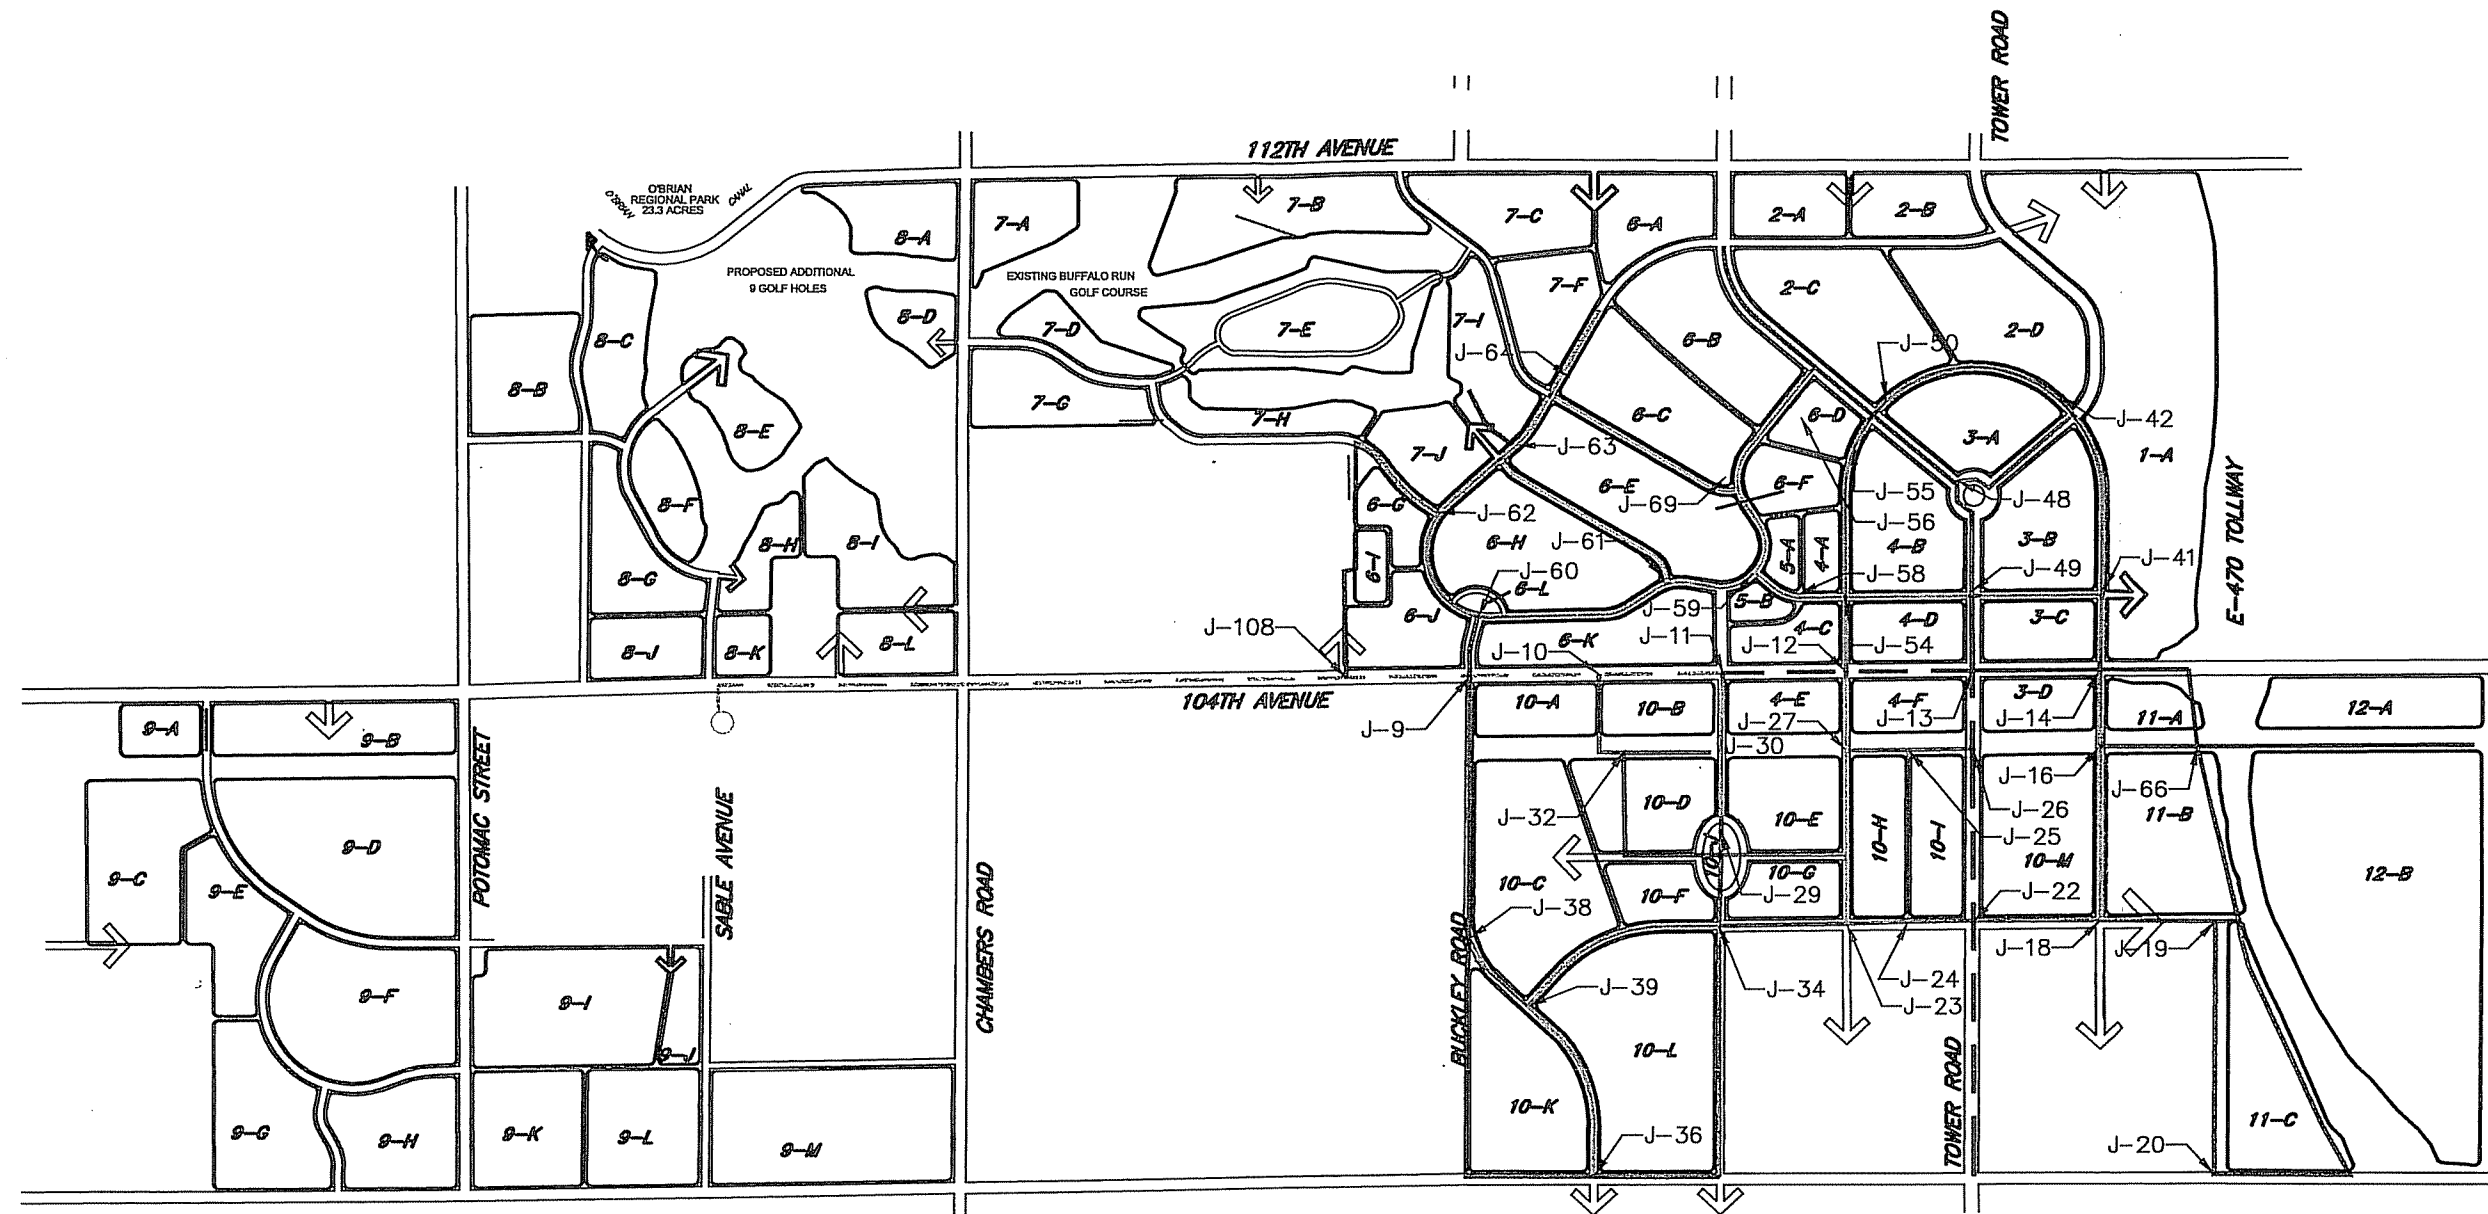 TOWER ROAD
112TH AVENUE
O'BRIAN
REGIONAL PARK
23.3 ACRES
O'BRIAN
CANAL
7-A
7-B
7-C
6-A
2-A
2-B
8-A
PROPOSED ADDITIONAL
9 GOLF HOLES
EXISTING BUFFALO RUN
GOLF COURSE
7-F
2-C
8-C
8-D
7-D
7-E
7-I
6-B
2-D
J-64
J-50
8-B
7-G
7-H
6-C
6-D
J-42
8-E
3-A
J-63
7-J
1-A
6-E
6-F
J-55
J-48
J-69
8-F
6-G
J-62
J-56
E-470 TOLLWAY
8-H
8-I
6-H
J-61
5-A
4-A
4-B
3-B
J-41
8-G
6-I
J-60
6-L
J-58
J-49
6-J
J-59
5-B
4-D
3-C
J-108
6-K
J-11
4-C
J-12
J-54
8-J
8-K
8-L
J-10
104TH AVENUE
9-A
9-B
J-9
10-A
10-B
4-E
4-F
3-D
11-A
12-A
J-27
J-13
J-14
J-30
POTOMAC STREET
J-16
J-66
J-26
J-25
9-D
SABLE AVENUE
J-32
10-D
10-E
10-H
10-I
10-M
11-B
9-C
9-E
CHAMBERS ROAD
10-C
10-J
10-G
12-B
10-F
J-29
J-22
J-38
BUCKLEY ROAD
J-18
J-19
9-F
9-I
J-39
J-34
J-24
J-23
9-J
10-L
TOWER ROAD
9-G
9-H
9-K
9-L
9-M
10-K
J-36
11-C
J-20